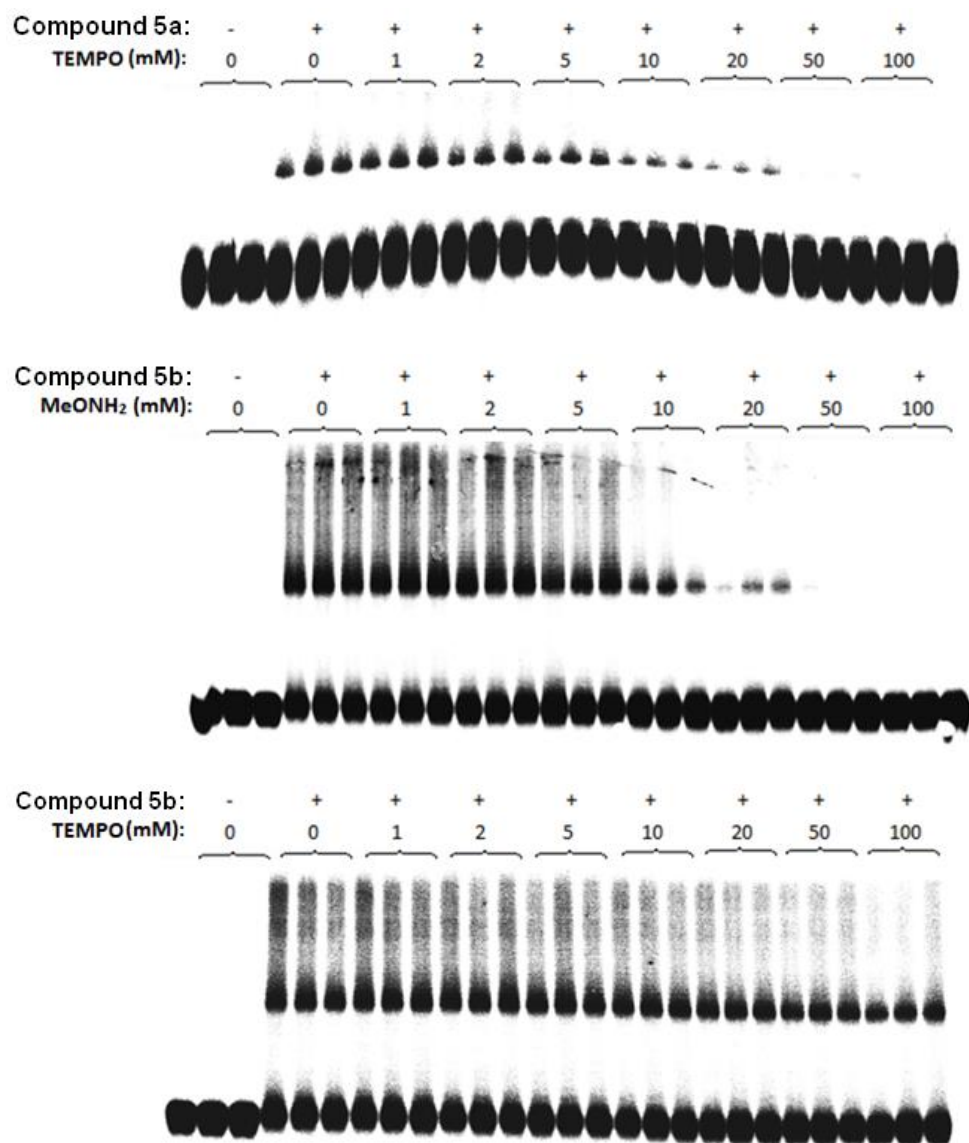 Compound 5a: - + + + + + + + +
TEMPO (mM): 0 0 1 2 5 10 20 50 100
Compound 5b: - + + + + + + + +
MeONH₂ (mM): 0 0 1 2 5 10 20 50 100
Compound 5b: - + + + + + + + +
TEMPO (mM): 0 0 1 2 5 10 20 50 100